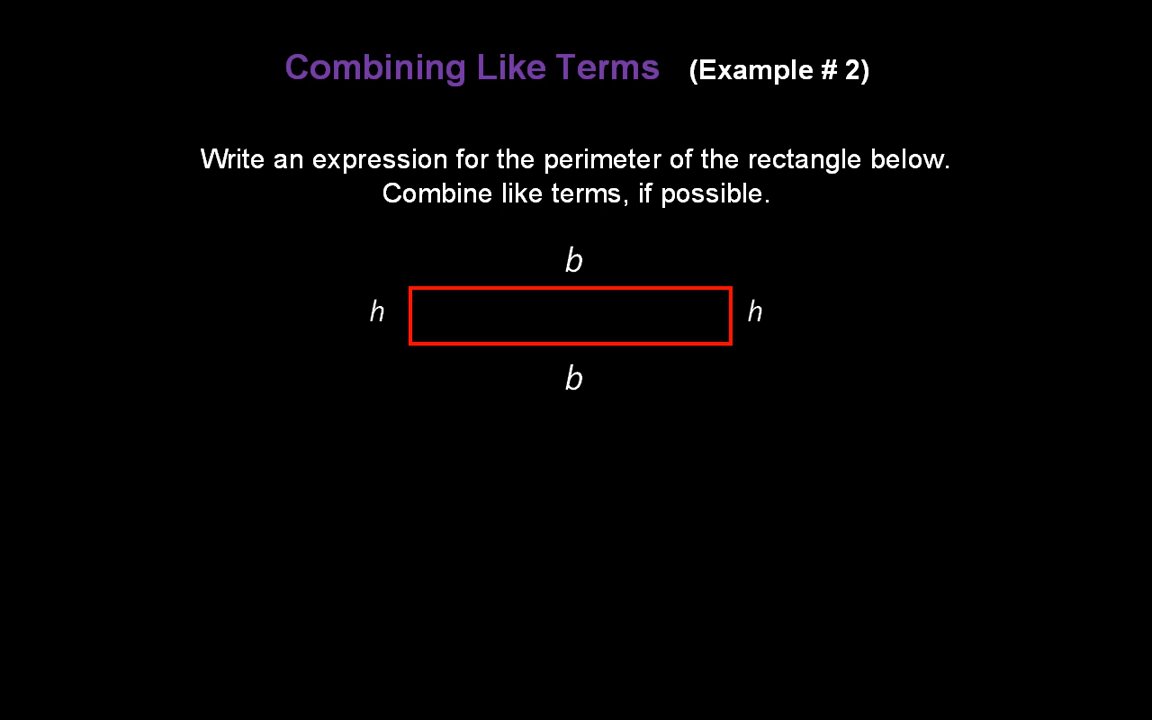 Combining Like Terms (Example # 2)
Write an expression for the perimeter of the rectangle below.
Combine like terms, if possible.
b
h h
b